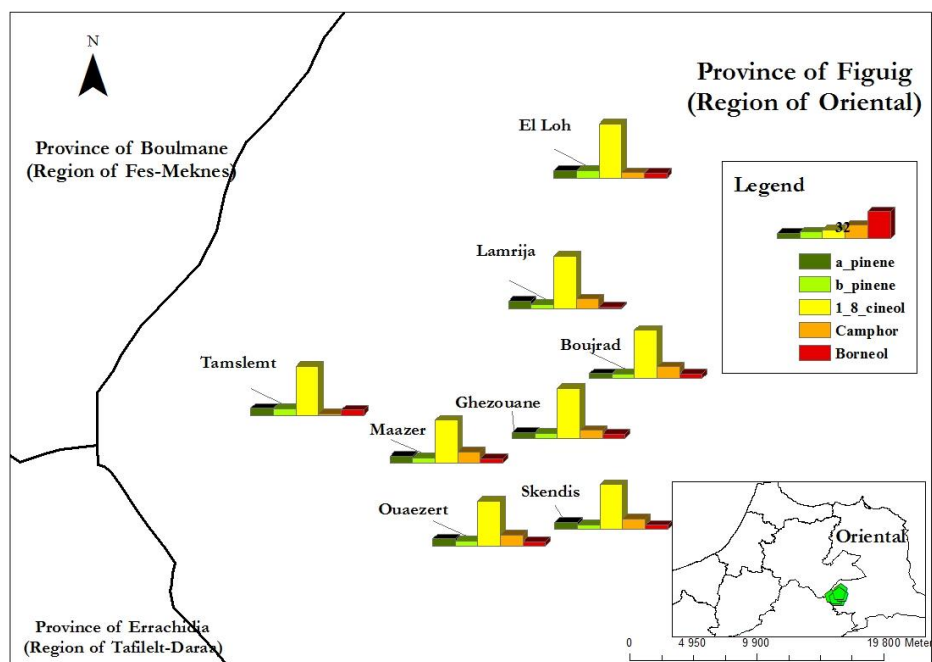 N
Province of Figuig
(Region of Oriental)
El Loh
Province of Boulmane
(Region of Fes-Meknes)
Legend
32
a_pinene
b_pinene
1_8_cineol
Camphor
Borneol
Lamrija
Boujrad
Tamslemt
Ghezouane
Maazer
Skendis
Ouaezert
Oriental
Province of Errachidia
(Region of Tafilelt-Daraa)
0 4 950 9 900 19 800 Meter